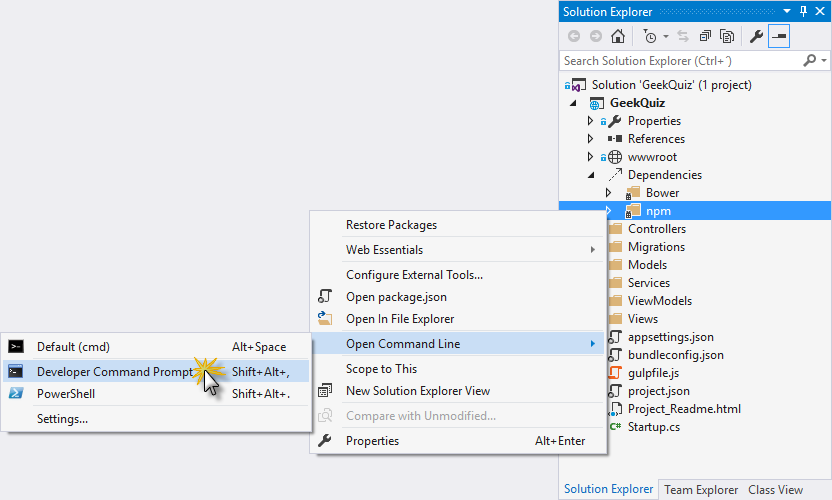 Solution Explorer
Search Solution Explorer (Ctrl+´)
Solution 'GeekQuiz' (1 project)
GeekQuiz
Properties
References
wwwroot
Dependencies
Bower
npm
Controllers
Migrations
Models
Services
ViewModels
Views
appsettings.json
bundleconfig.json
gulpfile.js
project.json
Project_Readme.html
C# Startup.cs
Solution Explorer Team Explorer Class View
Restore Packages
Web Essentials
Configure External Tools...
Open package.json
Open In File Explorer
Open Command Line
Scope to This
New Solution Explorer View
Compare with Unmodified...
Properties Alt+Enter
Default (cmd) Alt+Space
Developer Command Prompt Shift+Alt+,
PowerShell Shift+Alt+.
Settings...